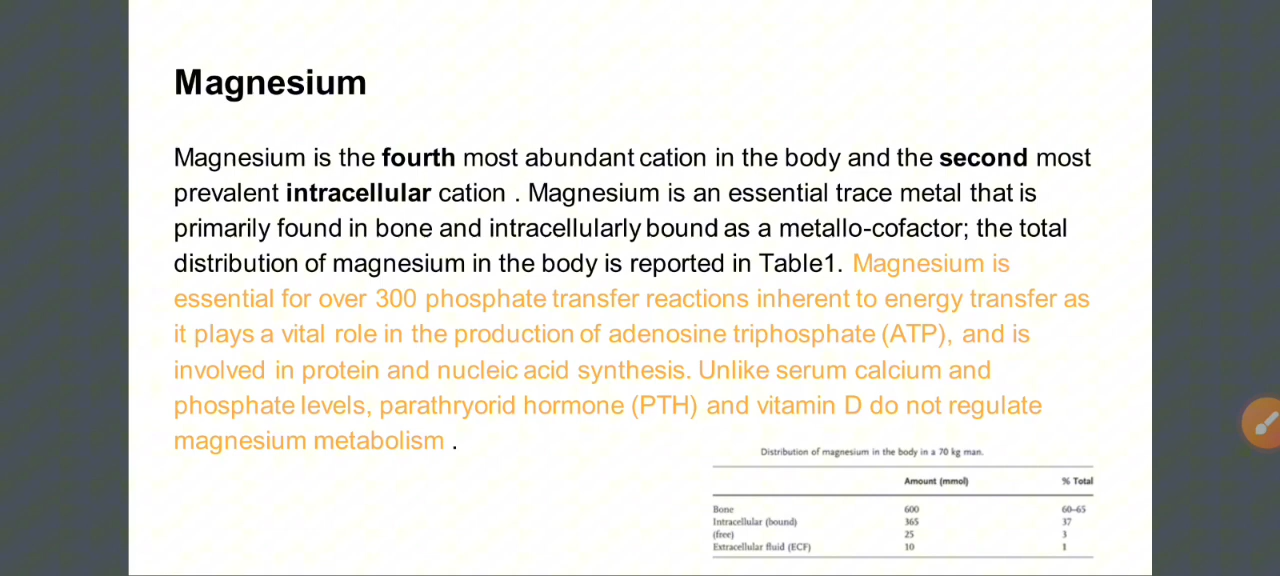 Magnesium
Magnesium is the fourth most abundant cation in the body and the second most
prevalent intracellular cation . Magnesium is an essential trace metal that is
primarily found in bone and intracellularly bound as a metallo-cofactor; the total
distribution of magnesium in the body is reported in Table1. Magnesium is
essential for over 300 phosphate transfer reactions inherent to energy transfer as
it plays a vital role in the production of adenosine triphosphate (ATP), and is
involved in protein and nucleic acid synthesis. Unlike serum calcium and
phosphate levels, parathryorid hormone (PTH) and vitamin D do not regulate
magnesium metabolism .
Distribution of magnesium in the body in a 70 kg man.
Amount (mmol) % Total
Bone 600 60-65
Intracellular (bound) 365 37
(free) 25 3
Extracellular fluid (ECF) 10 1